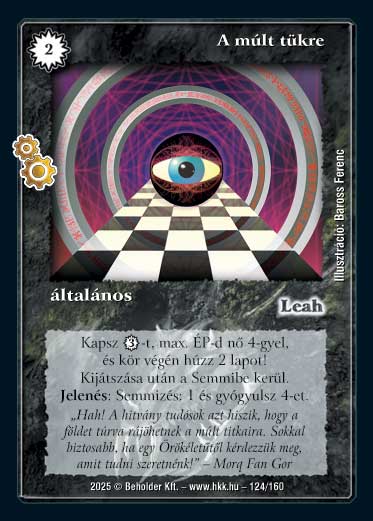 2
A múlt tükre
Illusztráció: Baross Ferenc
általános
Leah
Kapsz 3-t, max. ÉP-d nő 4-gyel,
és kör végén húzz 2 lapot!
Kijátszása után a Semmibe kerül.
Jelenés: Semmizés: 1 és gyógyulsz 4-et.
„Hah! A hitvány tudósok azt hiszik, hogy a
földet túrva rájöhetnek a múlt titkaira. Sokkal
biztosabb, ha egy Örökéletűtől kérdezzük meg,
amit tudni szeretnénk!” – Morq Fan Gor
2025 © Beholder Kft. – www.hkk.hu – 124/160